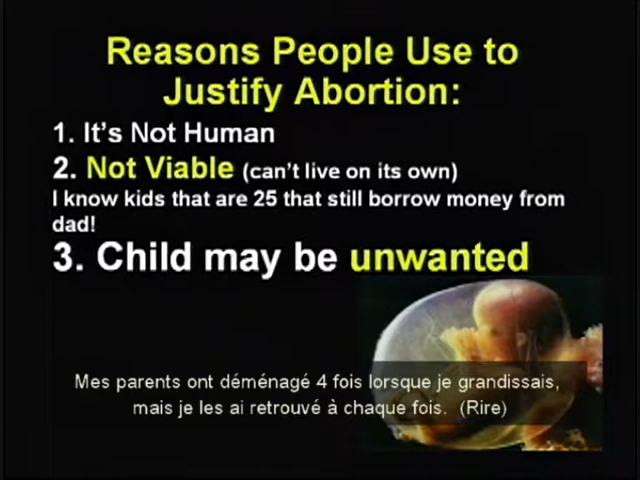 Reasons People Use to
Justify Abortion:
1. It's Not Human
2. Not Viable (can't live on its own)
I know kids that are 25 that still borrow money from
dad!
3. Child may be unwanted
Mes parents ont déménagé 4 fois lorsque je grandissais,
mais je les ai retrouvé à chaque fois. (Rire)